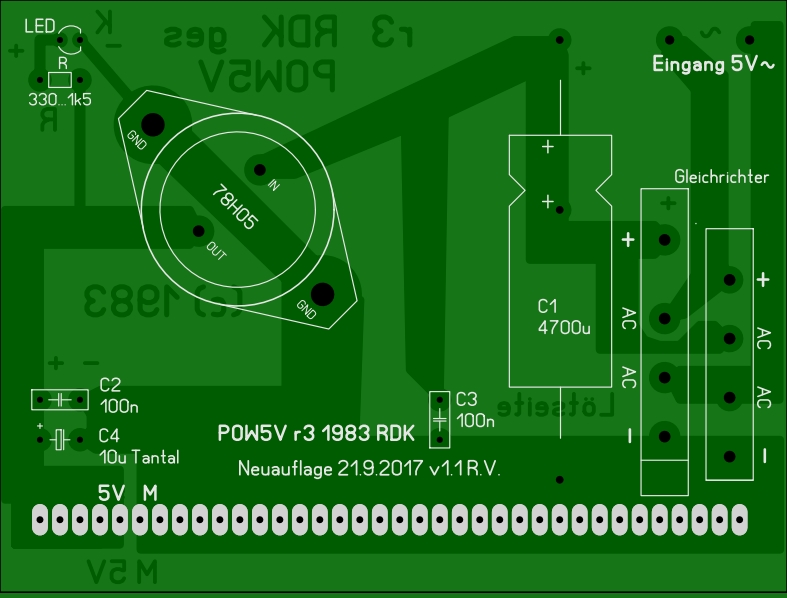 LED
K
r3 RDK ges
POW5V
+
−
~
R
330...1k5
R
+
Eingang 5V~
GND
IN
78H05
OUT
GND
(c) 1983
+
+
C1
4700u
Gleichrichter
+
+
AC
AC
−
+
AC
AC
−
+ −
C2
100n
+
C4
10u Tantal
C3
100n
Lötseite
POW5V r3 1983 RDK
Neuauflage 21.9.2017 v1.1 R.V.
5V M
M 5V